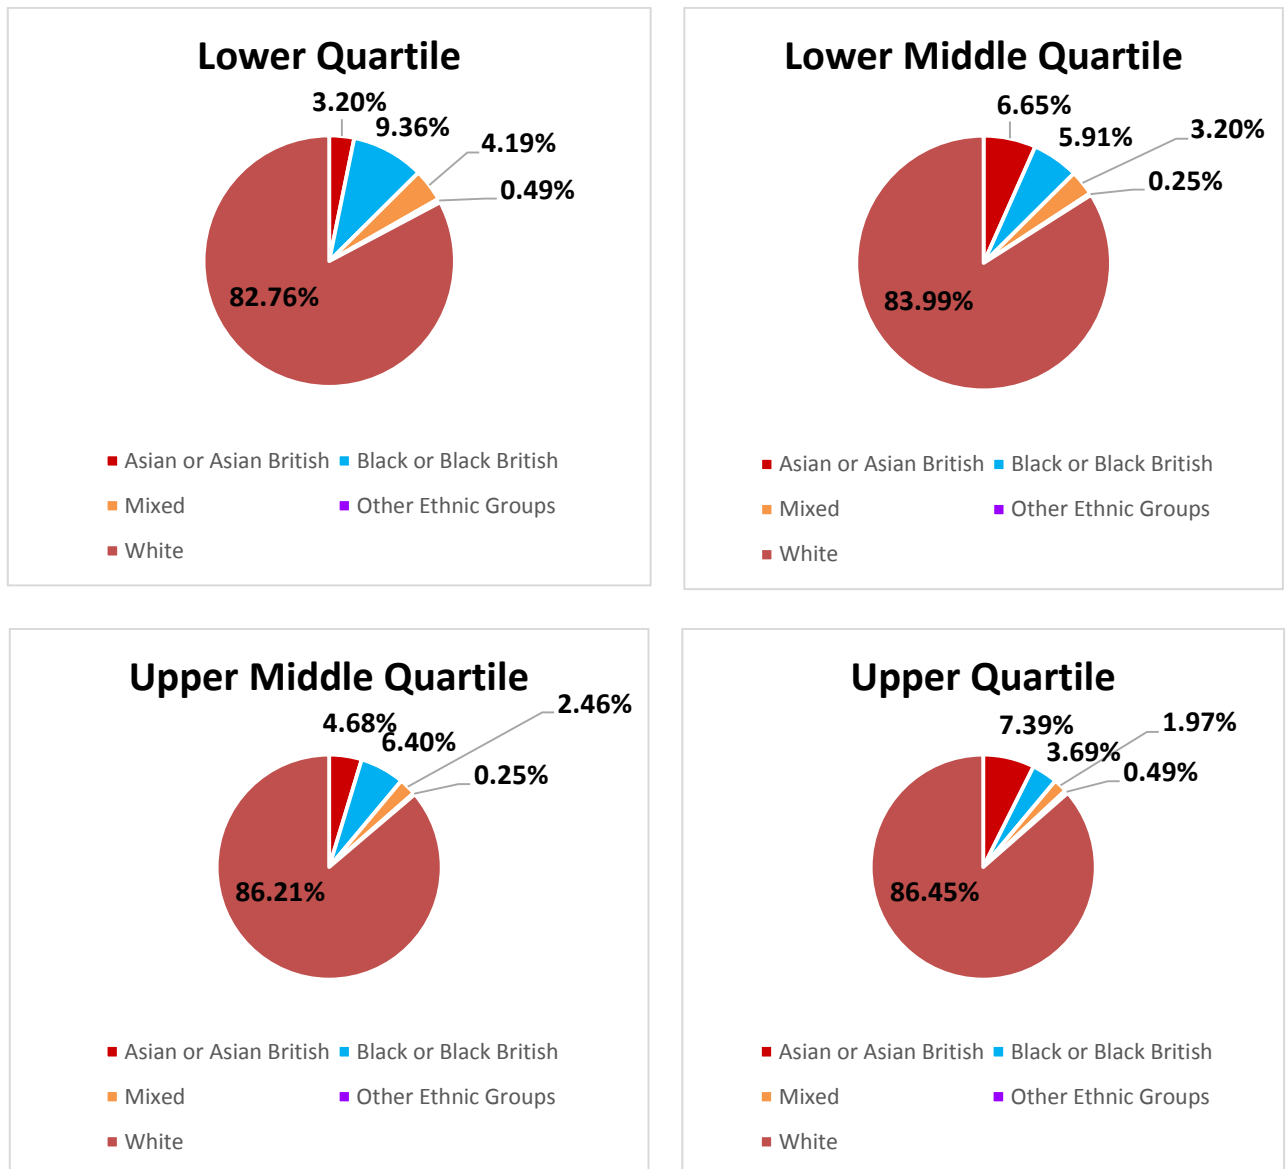 Lower Quartile
3.20%
9.36%
4.19%
0.49%
82.76%
Asian or Asian British
Black or Black British
Mixed
Other Ethnic Groups
White
Lower Middle Quartile
6.65%
5.91%
3.20%
0.25%
83.99%
Asian or Asian British
Black or Black British
Mixed
Other Ethnic Groups
White
Upper Middle Quartile
4.68%
6.40%
2.46%
0.25%
86.21%
Asian or Asian British
Black or Black British
Mixed
Other Ethnic Groups
White
Upper Quartile
7.39%
3.69%
1.97%
0.49%
86.45%
Asian or Asian British
Black or Black British
Mixed
Other Ethnic Groups
White